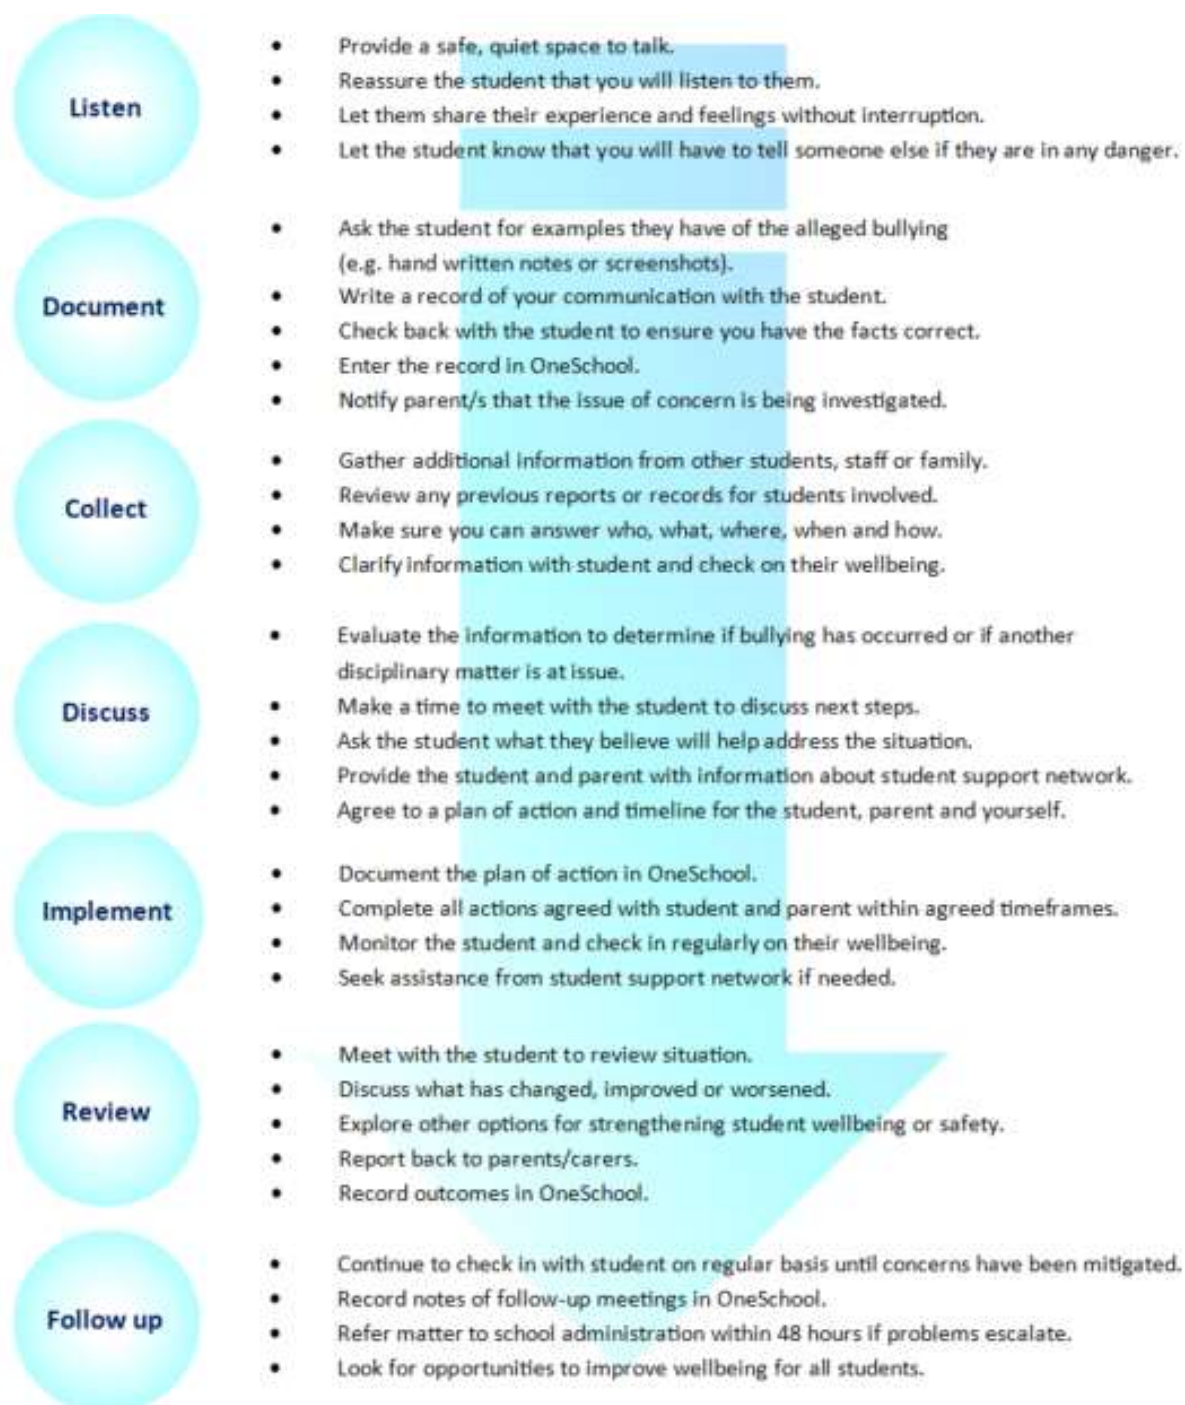 Listen
• Provide a safe, quiet space to talk.
• Reassure the student that you will listen to them.
• Let them share their experience and feelings without interruption.
• Let the student know that you will have to tell someone else if they are in any danger.
Document
• Ask the student for examples they have of the alleged bullying
(e.g. hand written notes or screenshots).
• Write a record of your communication with the student.
• Check back with the student to ensure you have the facts correct.
• Enter the record in OneSchool.
• Notify parent/s that the issue of concern is being investigated.
Collect
• Gather additional information from other students, staff or family.
• Review any previous reports or records for students involved.
• Make sure you can answer who, what, where, when and how.
• Clarify information with student and check on their wellbeing.
Discuss
• Evaluate the information to determine if bullying has occurred or if another
disciplinary matter is at issue.
• Make a time to meet with the student to discuss next steps.
• Ask the student what they believe will help address the situation.
• Provide the student and parent with information about student support network.
• Agree to a plan of action and timeline for the student, parent and yourself.
Implement
• Document the plan of action in OneSchool.
• Complete all actions agreed with student and parent within agreed timeframes.
• Monitor the student and check in regularly on their wellbeing.
• Seek assistance from student support network if needed.
Review
• Meet with the student to review situation.
• Discuss what has changed, improved or worsened.
• Explore other options for strengthening student wellbeing or safety.
• Report back to parents/carers.
• Record outcomes in OneSchool.
Follow up
• Continue to check in with student on regular basis until concerns have been mitigated.
• Record notes of follow-up meetings in OneSchool.
• Refer matter to school administration within 48 hours if problems escalate.
• Look for opportunities to improve wellbeing for all students.